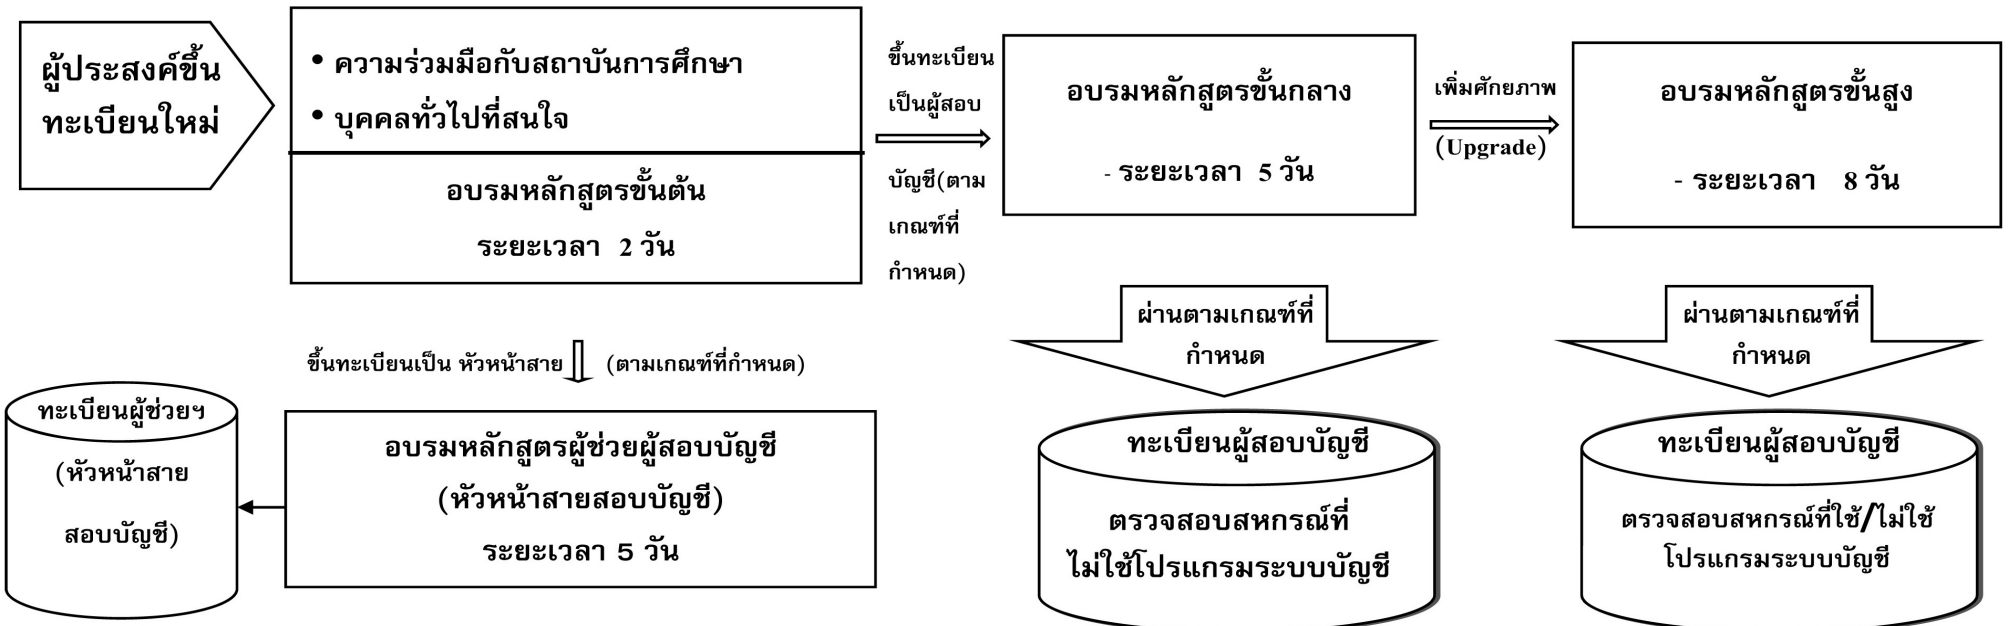 ผู้ประสงค์ขึ้น
ทะเบียนใหม่
• ความร่วมมือกับสถาบันการศึกษา
• บุคคลทั่วไปที่สนใจ
อบรมหลักสูตรขั้นต้น
ระยะเวลา 2 วัน
ขึ้นทะเบียน
เป็นผู้สอบ
บัญชี(ตาม
เกณฑ์ที่
กำหนด)
อบรมหลักสูตรขั้นกลาง
- ระยะเวลา 5 วัน
เพิ่มศักยภาพ
(Upgrade)
อบรมหลักสูตรขั้นสูง
- ระยะเวลา 8 วัน
ขึ้นทะเบียนเป็น หัวหน้าสาย (ตามเกณฑ์ที่กำหนด)
ผ่านตามเกณฑ์ที่
กำหนด
ผ่านตามเกณฑ์ที่
กำหนด
ทะเบียนผู้ช่วยฯ
(หัวหน้าสาย
สอบบัญชี)
อบรมหลักสูตรผู้ช่วยผู้สอบบัญชี
(หัวหน้าสายสอบบัญชี)
ระยะเวลา 5 วัน
ทะเบียนผู้สอบบัญชี
ตรวจสอบสหกรณ์ที่
ไม่ใช้โปรแกรมระบบบัญชี
ทะเบียนผู้สอบบัญชี
ตรวจสอบสหกรณ์ที่ใช้/ไม่ใช้
โปรแกรมระบบบัญชี